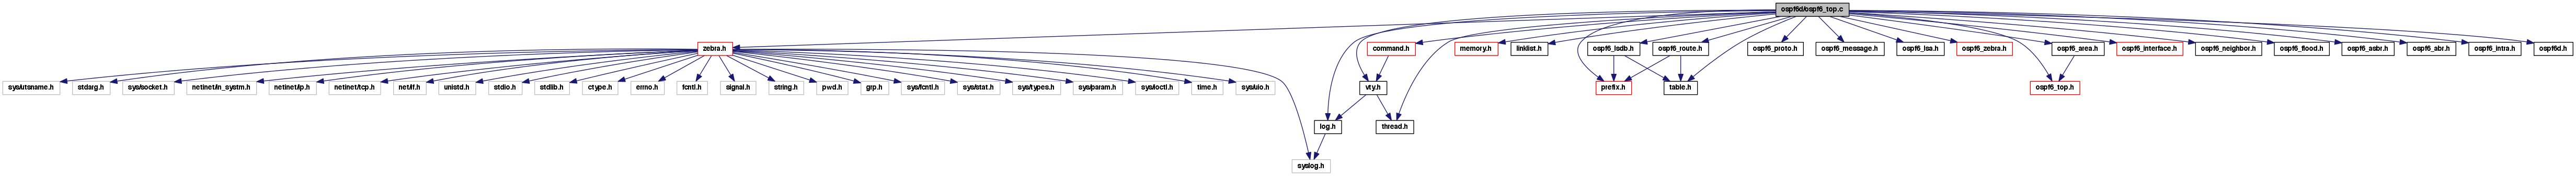 ospf6d/ospf6_top.c
zebra.h
command.h
memory.h
linklist.h
ospf6_lsdb.h
ospf6_route.h
ospf6_proto.h
ospf6_message.h
ospf6_lsa.h
ospf6_zebra.h
ospf6_area.h
ospf6_interface.h
ospf6_neighbor.h
ospf6_flood.h
ospf6_asbr.h
ospf6_abr.h
ospf6_intra.h
ospf6d.h
sys/utsname.h
stdarg.h
sys/socket.h
netinet/in_systm.h
netinet/ip.h
netinet/tcp.h
net/if.h
unistd.h
stdio.h
stdlib.h
ctype.h
errno.h
fcntl.h
signal.h
string.h
pwd.h
grp.h
sys/fcntl.h
sys/stat.h
sys/types.h
sys/param.h
sys/ioctl.h
time.h
sys/uio.h
vty.h
prefix.h
table.h
ospf6_top.h
log.h
thread.h
syslog.h